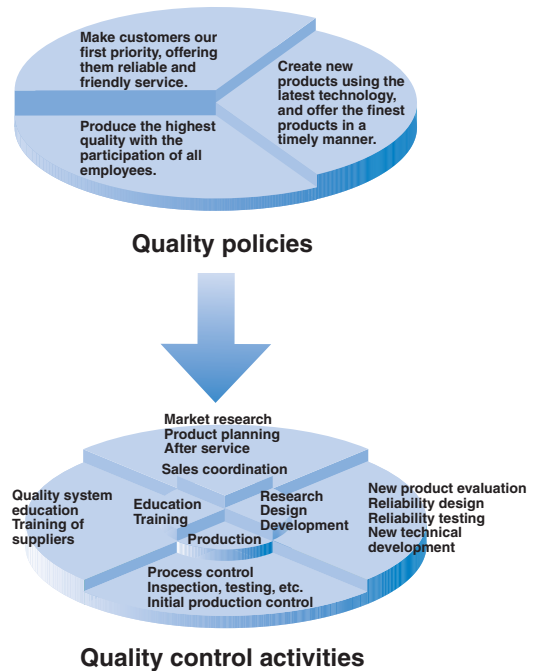 Make customers our
first priority, offering
them reliable and
friendly service.
Create new
products using the
latest technology,
and offer the finest
products in a
timely manner.
Produce the highest
quality with the
participation of all
employees.
Quality policies
Market research
Product planning
After service
Sales coordination
Quality system
education
Training of
suppliers
Education
Training
Research
Design
Development
New product evaluation
Reliability design
Reliability testing
New technical
development
Production
Process control
Inspection, testing, etc.
Initial production control
Quality control activities